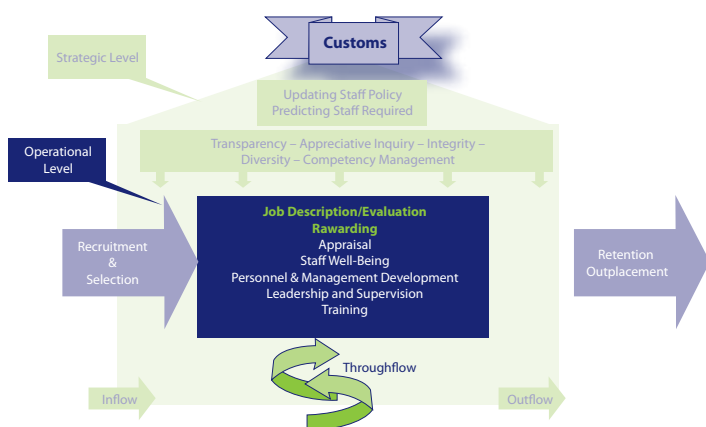 Customs
Strategic Level
Updating Staff Policy
Predicting Staff Required
Transparency – Appreciative Inquiry – Integrity –
Diversity – Competency Management
Operational
Level
Job Description/Evaluation
Rawarding
Appraisal
Staff Well-Being
Personnel & Management Development
Leadership and Supervision
Training
Recruitment
&
Selection
Retention
Outplacement
Throughflow
Inflow
Outflow